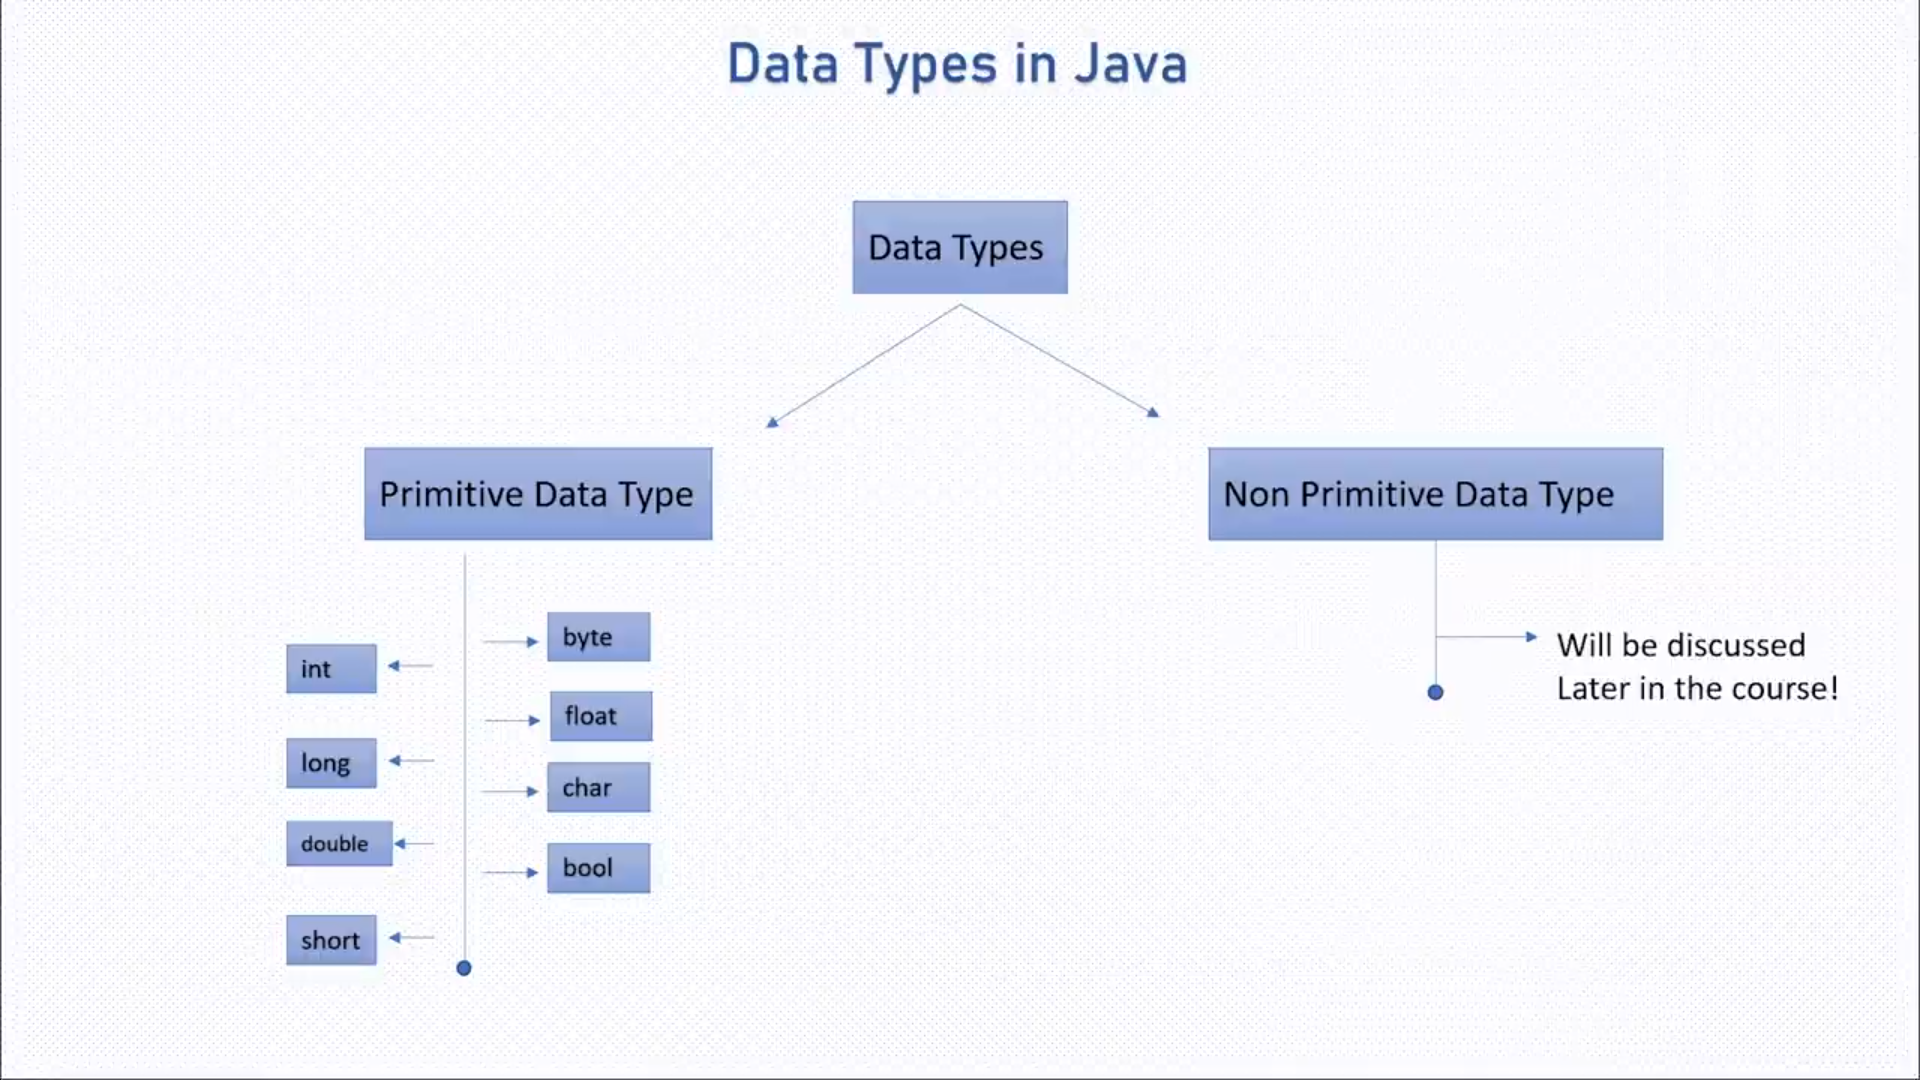 Data Types in Java
Data Types
Primitive Data Type
Non Primitive Data Type
int
long
double
short
byte
float
char
bool
Will be discussed
Later in the course!